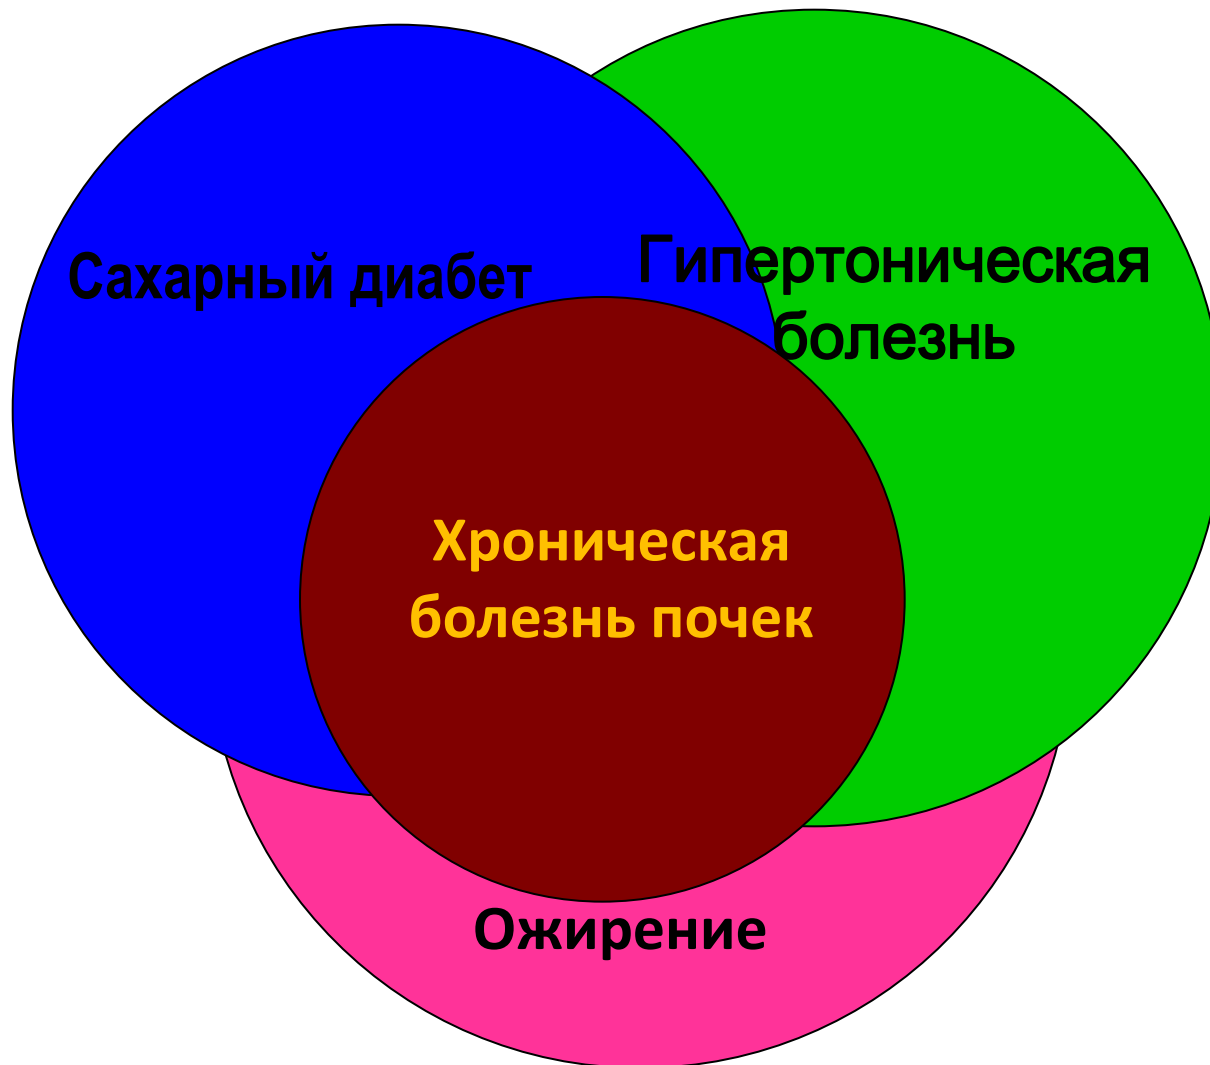 Сахарный диабет
Гипертоническая
болезнь
Хроническая
болезнь почек
Ожирение